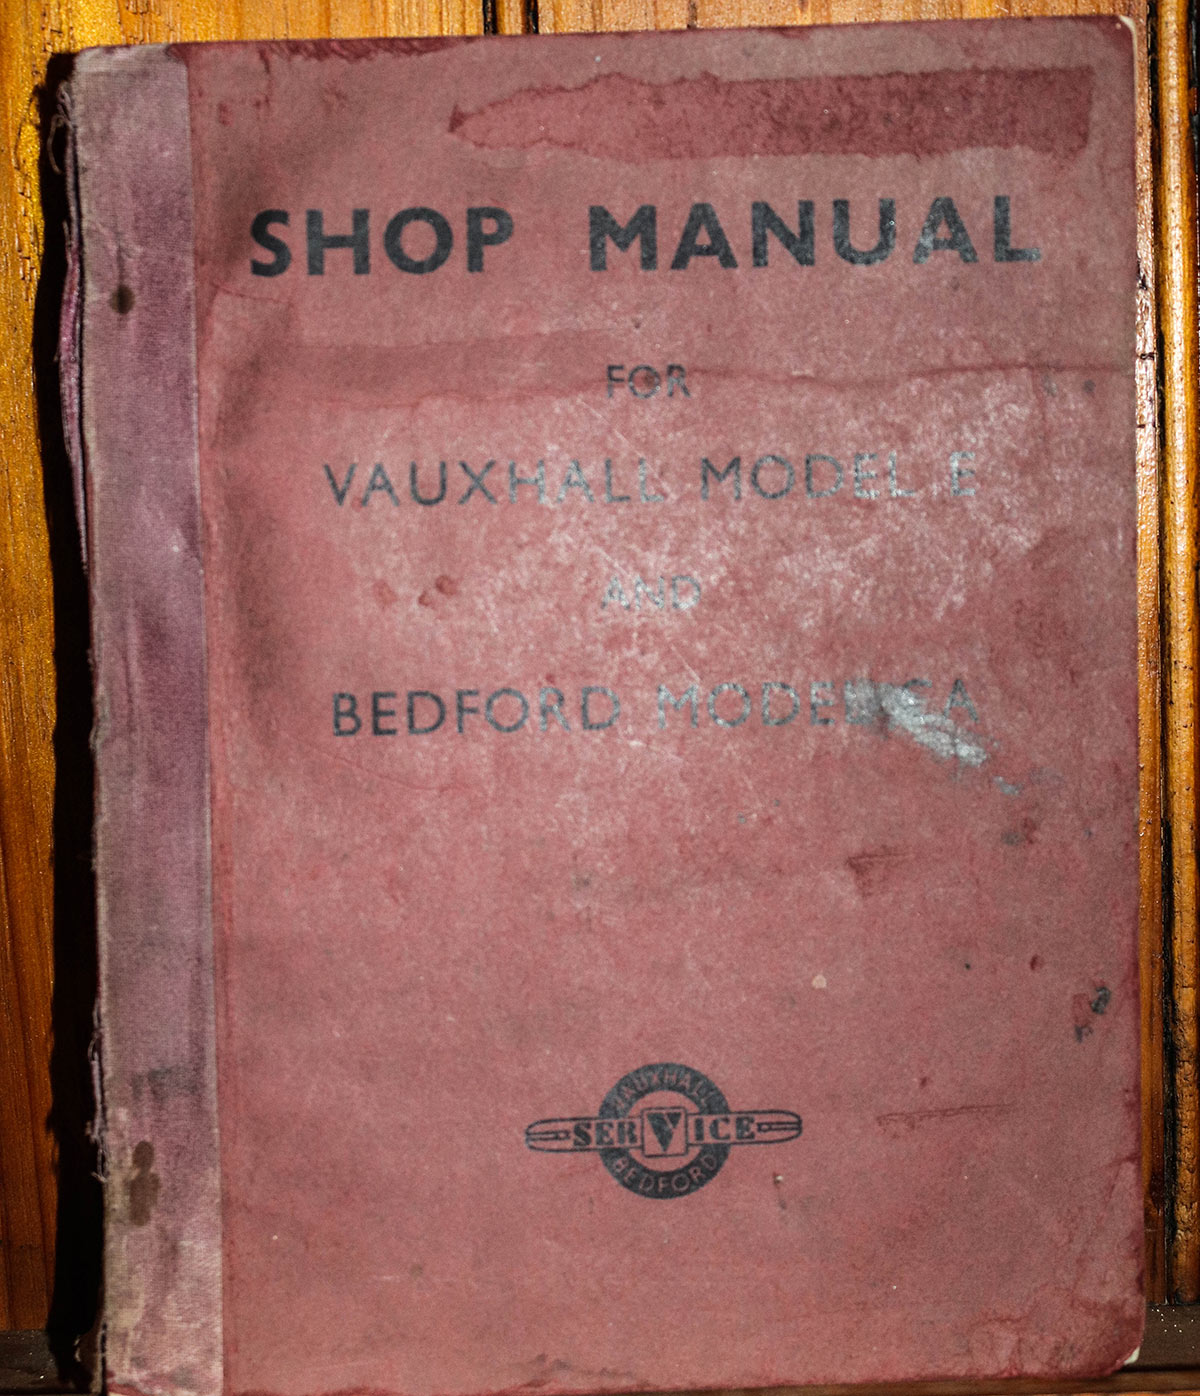 SHOP MANUAL
FOR
VAUXHALL MODEL E
AND
BEDFORD MODEL CA
VAUXHALL
SERVICE
BEDFORD